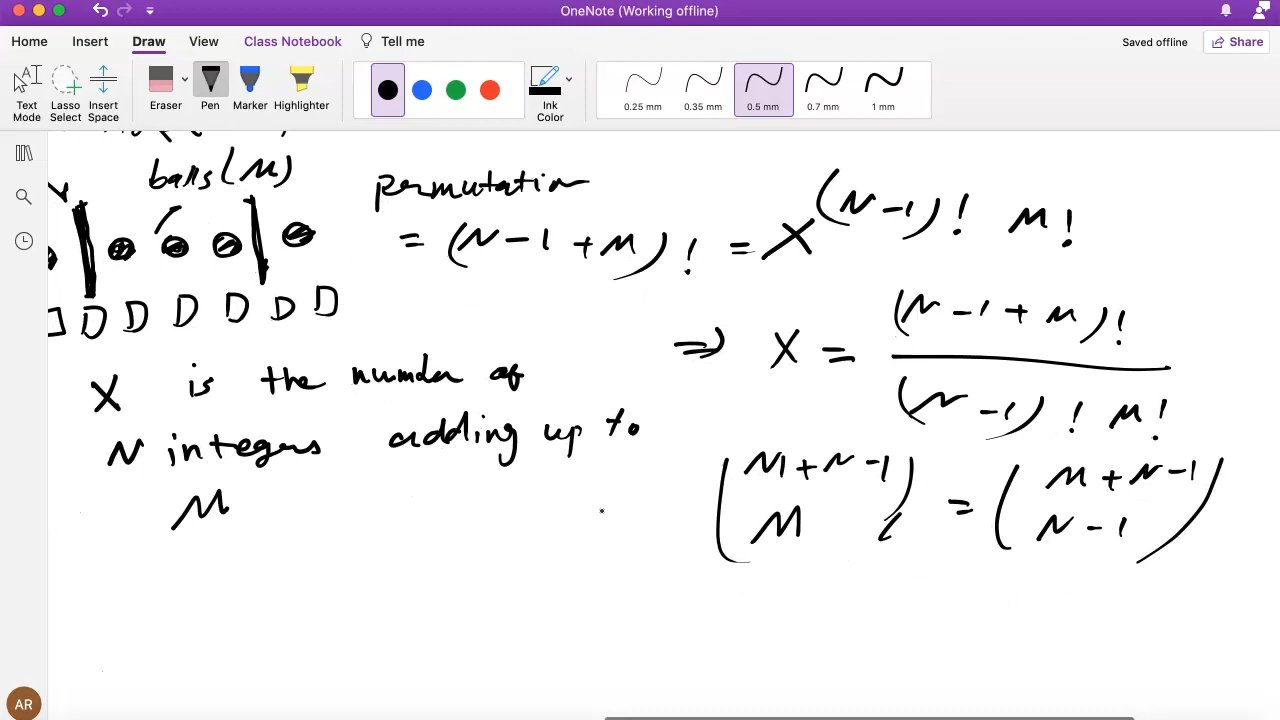 OneNote (Working offline)
Home Insert Draw View Class Notebook Tell me
Saved offline Share
Text Mode Lasso Select Insert Space Eraser Pen Marker Highlighter Ink Color 0.25 mm 0.35 mm 0.5 mm 0.7 mm 1 mm
balls(M) permutation
= (N-1+M)! = X (N-1)! M!
D D D D D D
⇒ X = (N-1+M)! / (N-1)! M!
X is the number of
N integers adding up to
M
(M+N-1 M) = (M+N-1 N-1)
AR